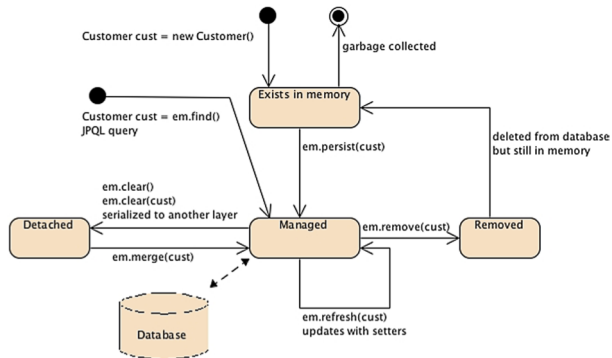 Customer cust = new Customer()
garbage collected
Exists in memory
Customer cust = em.find()
JPQL query
em.persist(cust)
deleted from database
but still in memory
em.clear()
em.clear(cust)
serialized to another layer
Detached
Managed
em.remove(cust)
Removed
em.merge(cust)
em.refresh(cust)
updates with setters
Database